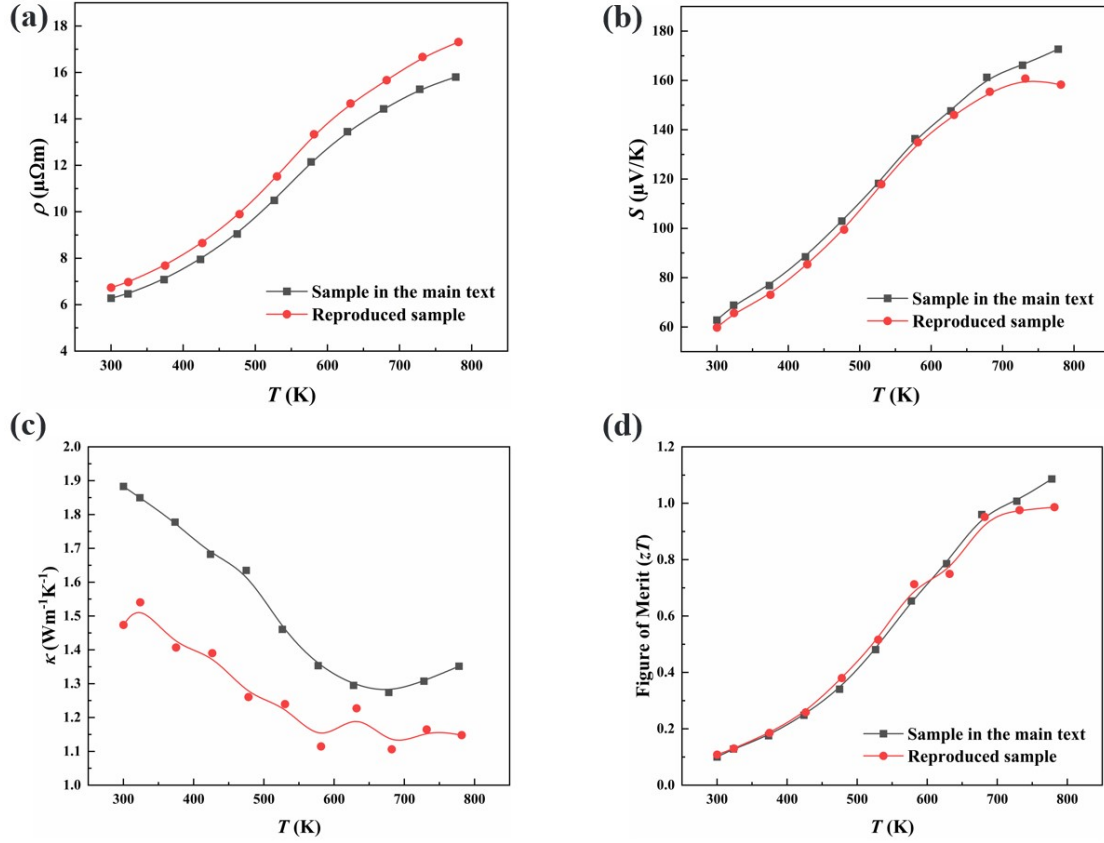 (a)
18
16
14
12
10
8
6
4
ρ (μΩm)
300 400 500 600 700 800
T (K)
Sample in the main text
Reproduced sample
(b)
180
160
140
120
100
80
60
S (μV/K)
300 400 500 600 700 800
T (K)
Sample in the main text
Reproduced sample
(c)
2.0
1.9
1.8
1.7
1.6
1.5
1.4
1.3
1.2
1.1
1.0
κ (Wm⁻¹K⁻¹)
300 400 500 600 700 800
T (K)
(d)
1.2
1.0
0.8
0.6
0.4
0.2
0.0
Figure of Merit (zT)
300 400 500 600 700 800
T (K)
Sample in the main text
Reproduced sample